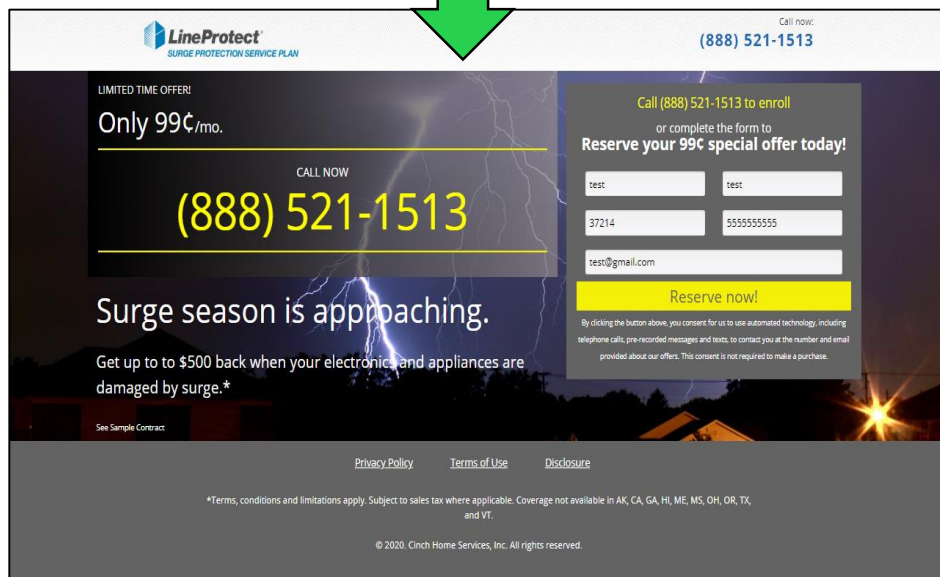 LineProtect
SURGE PROTECTION SERVICE PLAN
Call now:
(888) 521-1513
LIMITED TIME OFFER!
Only 99¢/mo.
CALL NOW
(888) 521-1513
Surge season is approaching.
Get up to to $500 back when your electronics and appliances are
damaged by surge.*
See Sample Contract
Call (888) 521-1513 to enroll
or complete the form to
Reserve your 99¢ special offer today!
test test
37214 5555555555
test@gmail.com
Reserve now!
By clicking the button above, you consent for us to use automated technology, including
telephone calls, pre-recorded messages and texts, to contact you at the number and email
provided about our offers. This consent is not required to make a purchase.
Privacy Policy Terms of Use Disclosure
*Terms, conditions and limitations apply. Subject to sales tax where applicable. Coverage not available in AK, CA, GA, HI, ME, MS, OH, OR, TX,
and VT.
© 2020. Cinch Home Services, Inc. All rights reserved.